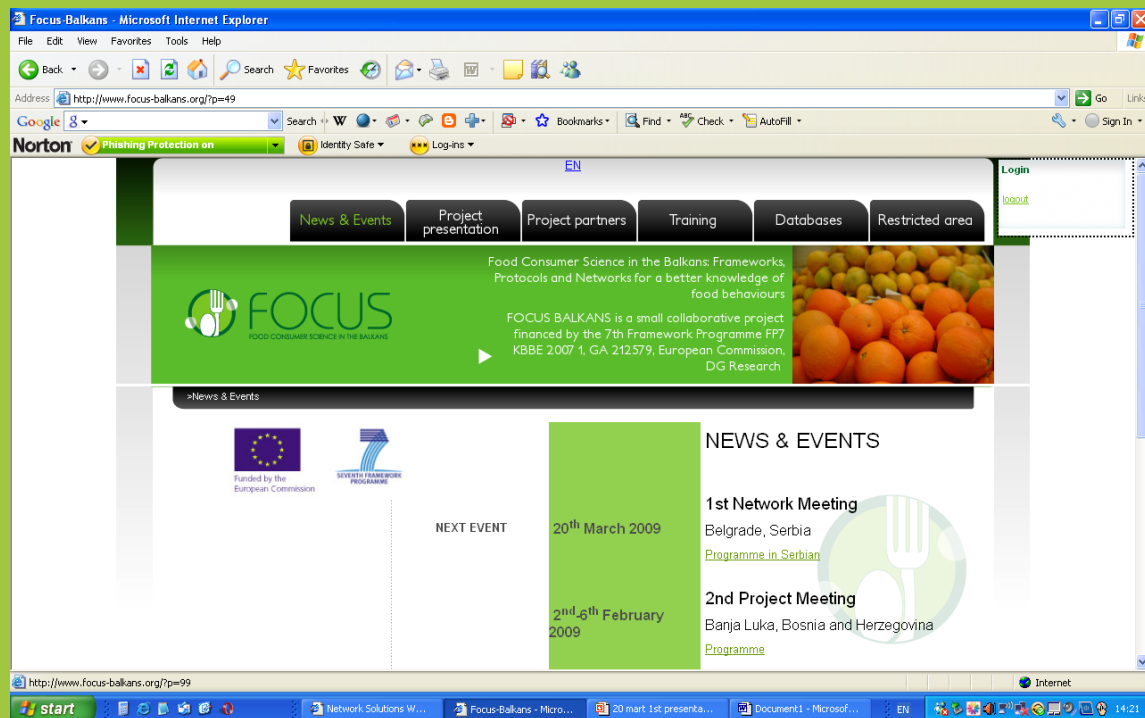 Focus-Balkans - Microsoft Internet Explorer
File Edit View Favorites Tools Help
Back Search Favorites
Address http://www.focus-balkans.org/?p=49 Go Links
Google Search Bookmarks Find Check AutoFill Sign In
Norton Phishing Protection on Identity Safe Log-ins
EN
Login
logout
News & Events
Project presentation
Project partners
Training
Databases
Restricted area
FOCUS
FOOD CONSUMER SCIENCE IN THE BALKANS
Food Consumer Science in the Balkans: Frameworks,
Protocols and Networks for a better knowledge of
food behaviours
FOCUS BALKANS is a small collaborative project
financed by the 7th Framework Programme FP7
KBBE 2007 1, GA 212579, European Commission,
DG Research
>News & Events
Funded by the
European Commission
SEVENTH FRAMEWORK
PROGRAMME
NEWS & EVENTS
NEXT EVENT
20th March 2009
1st Network Meeting
Belgrade, Serbia
Programme in Serbian
2nd-6th February
2009
2nd Project Meeting
Banja Luka, Bosnia and Herzegovina
Programme
http://www.focus-balkans.org/?p=99 Internet
start Network Solutions W... Focus-Balkans - Micro... 20 mart 1st presenta... Document1 - Microsof... EN 14:21